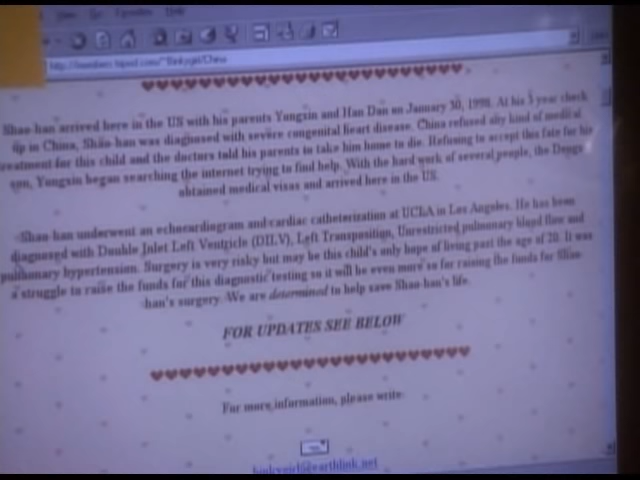 Shao-han arrived here in the US with his parents Yungxin and Han Dan on January 30, 1998. At his 3 year check
up in China, Shao-han was diagnosed with severe congenital heart disease. China refused any kind of medical
treatment for this child and the doctors told his parents to take him home to die. Refusing to accept this fate for his
son, Yungxin began searching the internet trying to find help. With the hard work of several people, the Dengs
obtained medical visas and arrived here in the US.
Shao-han underwent an echocardiogram and cardiac catheterization at UCLA in Los Angeles. He has been
diagnosed with Double Inlet Left Ventricle (DILV), Left Transposition, Unrestricted pulmonary blood flow and
pulmonary hypertension. Surgery is very risky but may be this child's only hope of living past the age of 20. It was
a struggle to raise the funds for this diagnostic testing so it will be even more so for raising the funds for Shao-
han's surgery. We are determined to help save Shao-han's life.
FOR UPDATES SEE BELOW
For more information, please write: